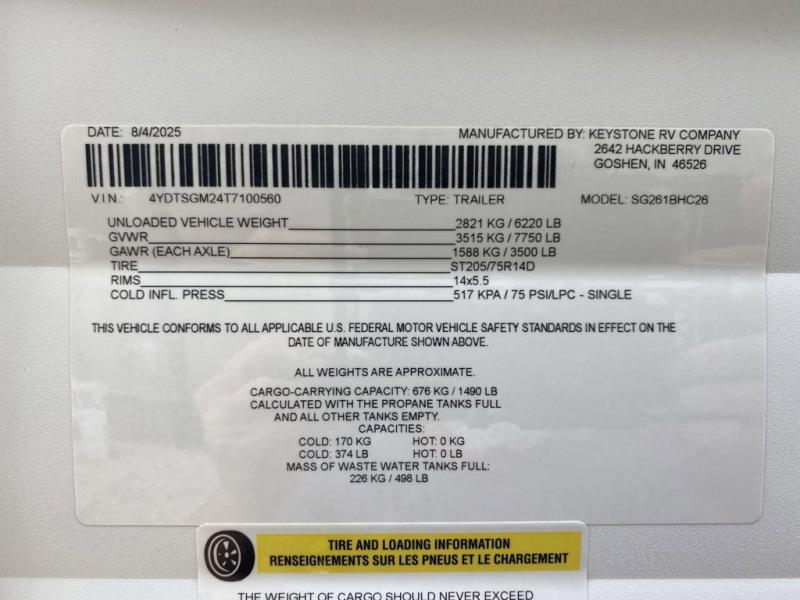 DATE: 8/4/2025 MANUFACTURED BY: KEYSTONE RV COMPANY
2642 HACKBERRY DRIVE
GOSHEN, IN 46526
VIN: 4YDTSGM24T7100560 TYPE: TRAILER MODEL: SG261BHC26
UNLOADED VEHICLE WEIGHT 2821 KG / 6220 LB
GVWR 3515 KG / 7750 LB
GAWR (EACH AXLE) 1588 KG / 3500 LB
TIRE ST205/75R14D
RIMS 14x5.5
COLD INFL. PRESS 517 KPA / 75 PSI/LPC - SINGLE
THIS VEHICLE CONFORMS TO ALL APPLICABLE U.S. FEDERAL MOTOR VEHICLE SAFETY STANDARDS IN EFFECT ON THE
DATE OF MANUFACTURE SHOWN ABOVE.
ALL WEIGHTS ARE APPROXIMATE.
CARGO-CARRYING CAPACITY: 676 KG / 1490 LB
CALCULATED WITH THE PROPANE TANKS FULL
AND ALL OTHER TANKS EMPTY.
CAPACITIES:
COLD: 170 KG HOT: 0 KG
COLD: 374 LB HOT: 0 LB
MASS OF WASTE WATER TANKS FULL:
226 KG / 498 LB
TIRE AND LOADING INFORMATION
RENSEIGNEMENTS SUR LES PNEUS ET LE CHARGEMENT
THE WEIGHT OF CARGO SHOULD NEVER EXCEED